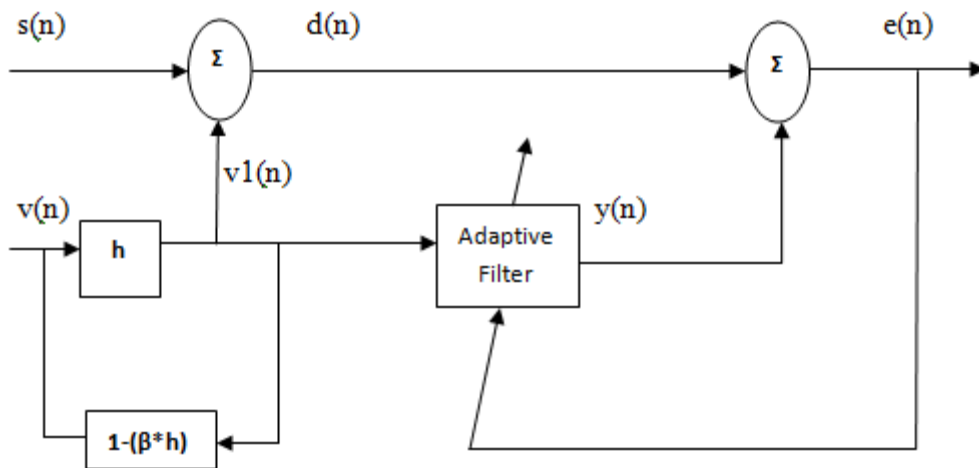 s(n)
d(n)
e(n)
Σ
Σ
v1(n)
v(n)
h
Adaptive
Filter
y(n)
1-(β*h)